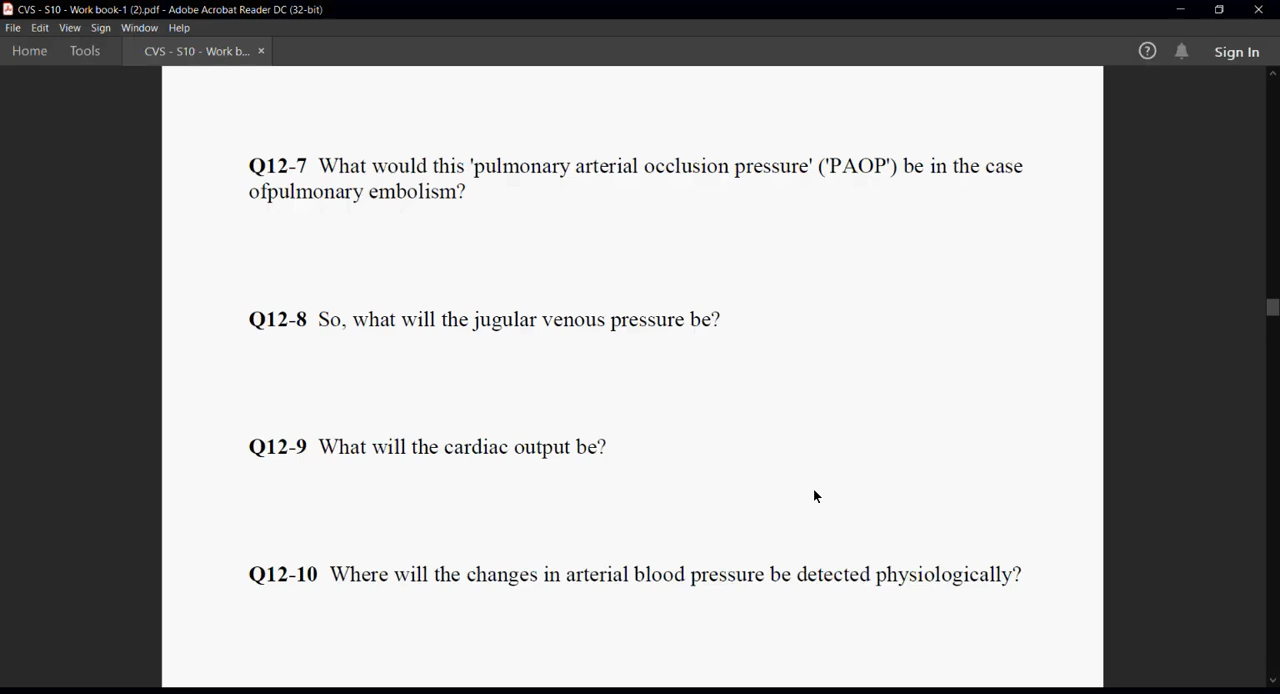 CVS - S10 - Work book-1 (2).pdf - Adobe Acrobat Reader DC (32-bit)
File Edit View Sign Window Help
Home Tools CVS - S10 - Work b... × Sign In
Q12-7 What would this 'pulmonary arterial occlusion pressure' ('PAOP') be in the case
ofpulmonary embolism?
Q12-8 So, what will the jugular venous pressure be?
Q12-9 What will the cardiac output be?
Q12-10 Where will the changes in arterial blood pressure be detected physiologically?